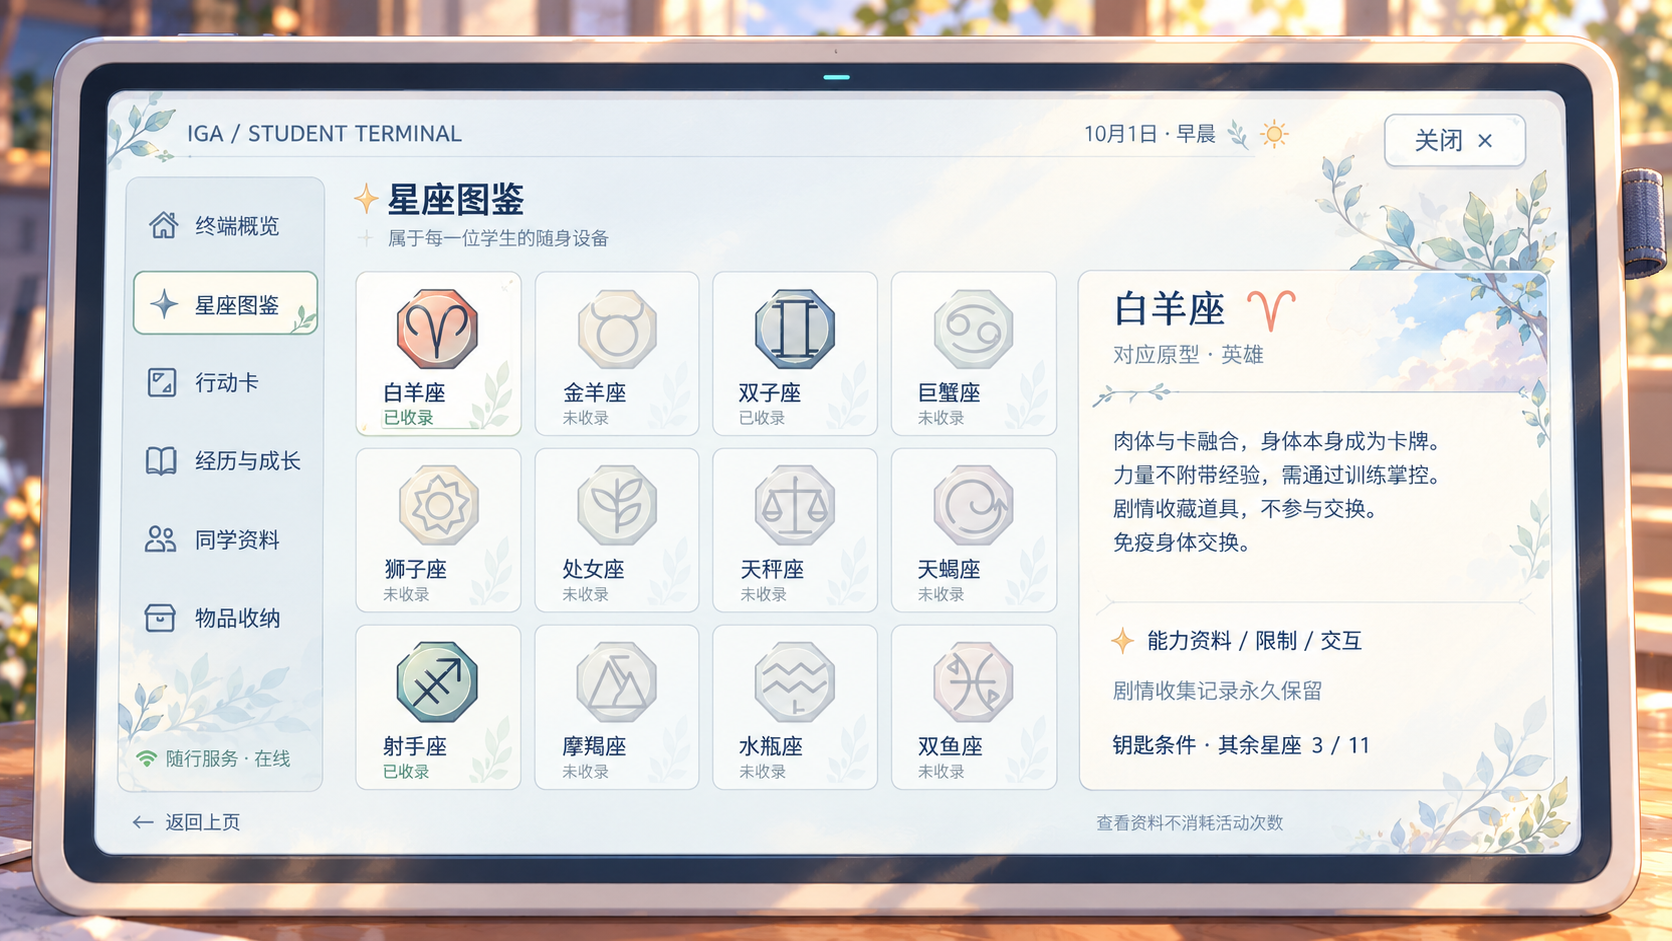 IGA / STUDENT TERMINAL
10月1日 · 早晨
关闭 ×
终端概览
星座图鉴
行动卡
经历与成长
同学资料
物品收纳
随行服务 · 在线
← 返回上页
星座图鉴
属于每一位学生的随身设备
白羊座
已收录
金羊座
未收录
双子座
已收录
巨蟹座
未收录
狮子座
未收录
处女座
未收录
天秤座
未收录
天蝎座
未收录
射手座
已收录
摩羯座
未收录
水瓶座
未收录
双鱼座
未收录
白羊座
对应原型 · 英雄
肉体与卡融合，身体本身成为卡牌。
力量不附带经验，需通过训练掌控。
剧情收藏道具，不参与交换。
免疫身体交换。
能力资料 / 限制 / 交互
剧情收集记录永久保留
钥匙条件 · 其余星座 3 / 11
查看资料不消耗活动次数